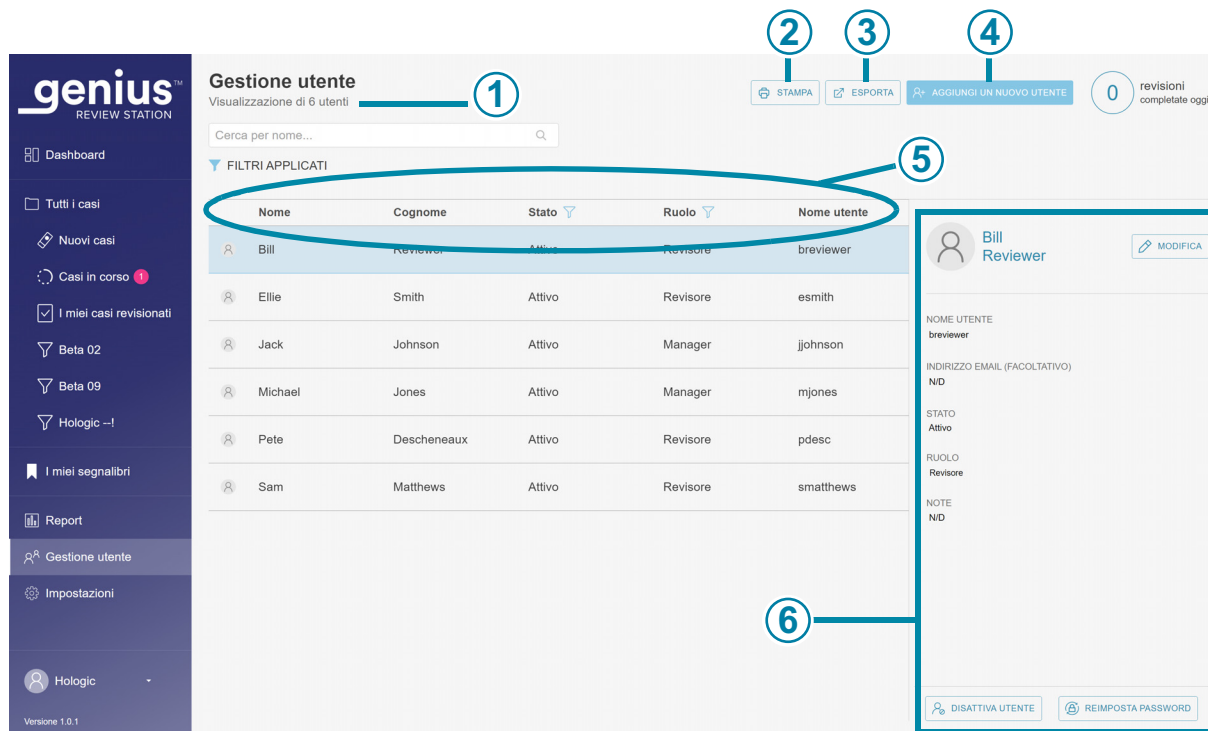 2
3
4
genius™
REVIEW STATION
Dashboard
Tutti i casi
Nuovi casi
Casi in corso 1
I miei casi revisionati
Beta 02
Beta 09
Hologic --!
I miei segnalibri
Report
Gestione utente
Impostazioni
Hologic
Versione 1.0.1
Gestione utente
Visualizzazione di 6 utenti
1
STAMPA
ESPORTA
AGGIUNGI UN NUOVO UTENTE
0
revisioni
completate oggi
Cerca per nome...
FILTRI APPLICATI
5
Nome Cognome Stato Ruolo Nome utente
Bill Reviewer Attivo Revisore breviewer
Ellie Smith Attivo Revisore esmith
Jack Johnson Attivo Manager jjohnson
Michael Jones Attivo Manager mjones
Pete Descheneaux Attivo Revisore pdesc
Sam Matthews Attivo Revisore smatthews
6
Bill
Reviewer
MODIFICA
NOME UTENTE
breviewer
INDIRIZZO EMAIL (FACOLTATIVO)
N/D
STATO
Attivo
RUOLO
Revisore
NOTE
N/D
DISATTIVA UTENTE
REIMPOSTA PASSWORD